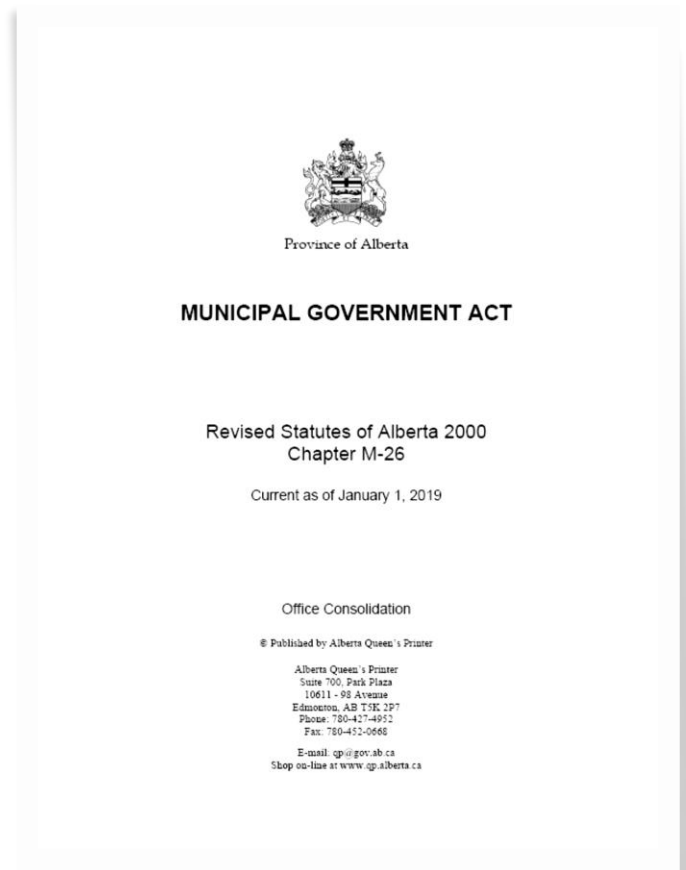 Province of Alberta
MUNICIPAL GOVERNMENT ACT
Revised Statutes of Alberta 2000
Chapter M-26
Current as of January 1, 2019
Office Consolidation
© Published by Alberta Queen's Printer
Alberta Queen's Printer
Suite 700, Park Plaza
10611 - 98 Avenue
Edmonton, AB T5K 2P7
Phone: 780-427-4952
Fax: 780-452-0668
E-mail: qp@gov.ab.ca
Shop on-line at www.qp.alberta.ca